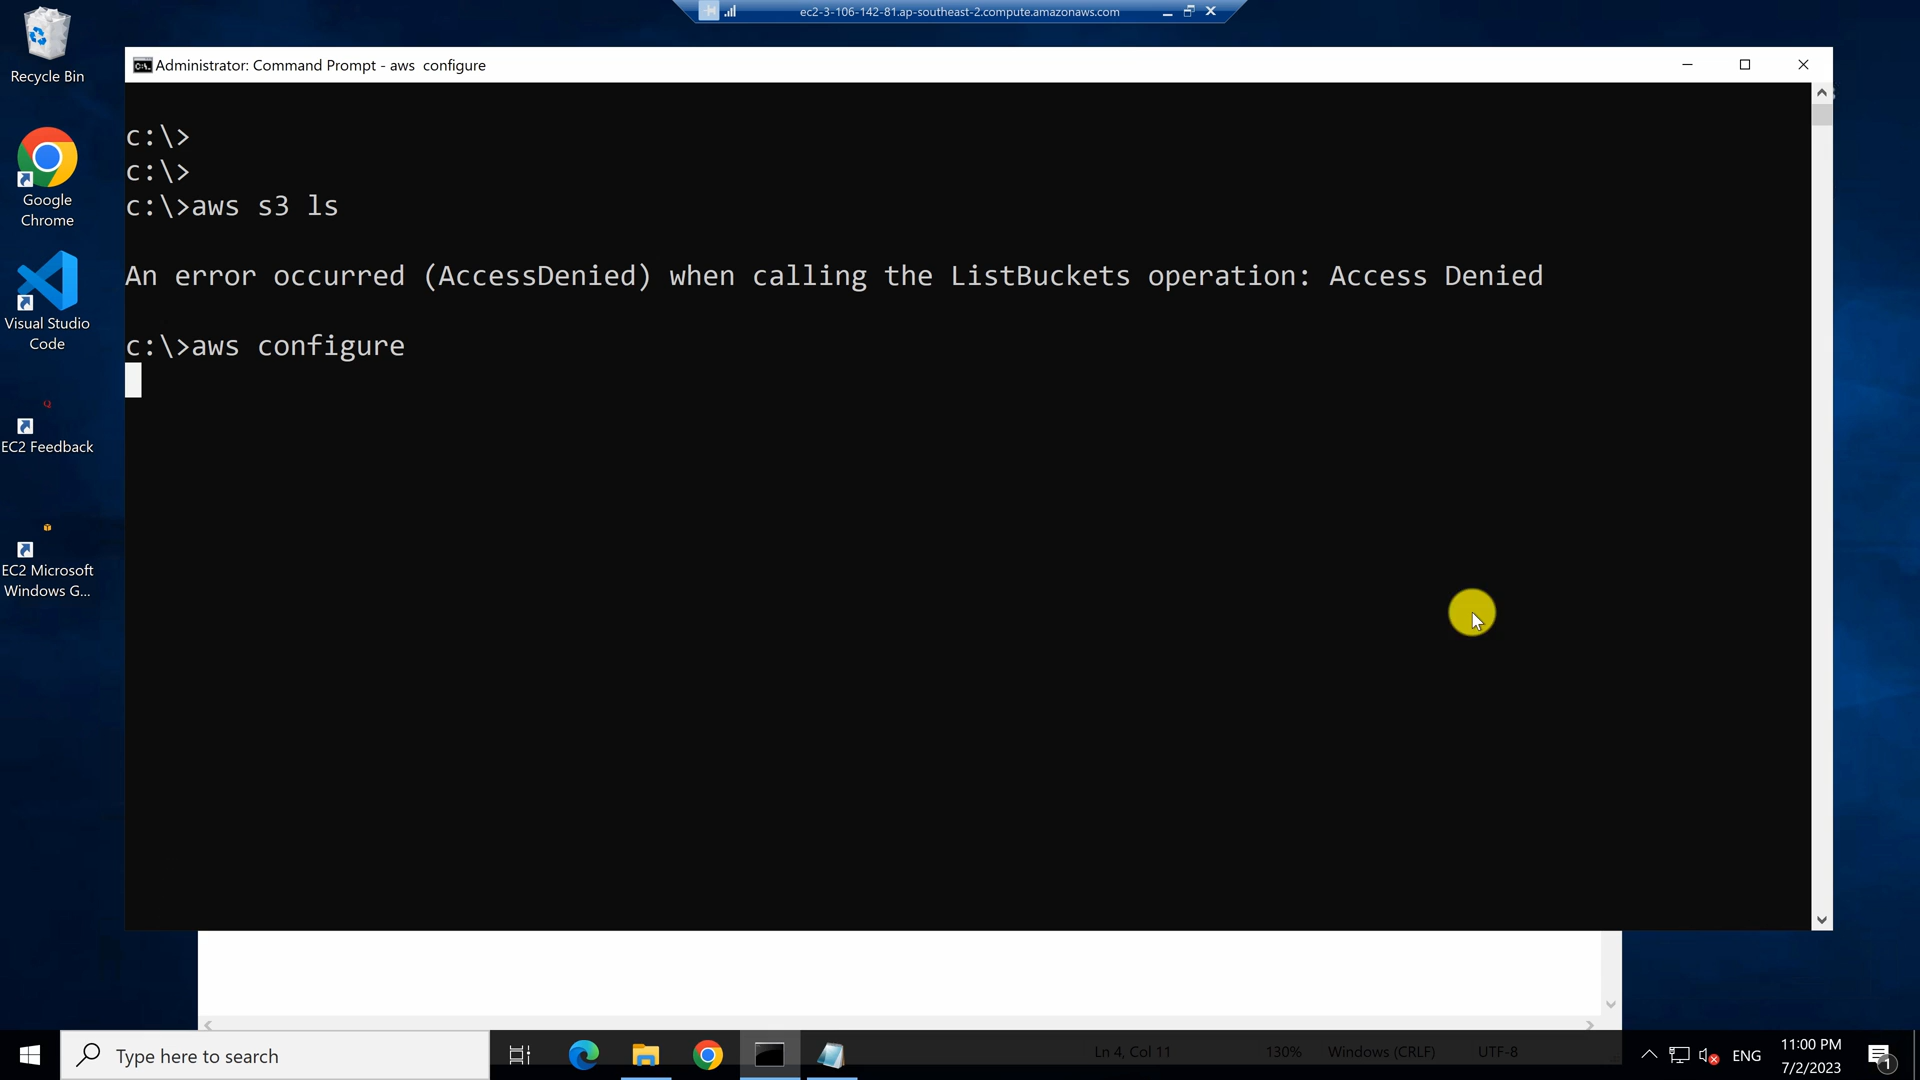 ec2-3-106-142-81.ap-southeast-2.compute.amazonaws.com
Recycle Bin
Google
Chrome
Visual Studio
Code
EC2 Feedback
EC2 Microsoft
Windows G...
Administrator: Command Prompt - aws  configure
c:\>
c:\>
c:\>aws s3 ls
An error occurred (AccessDenied) when calling the ListBuckets operation: Access Denied
c:\>aws configure
Ln 4, Col 11
130%
Windows (CRLF)
UTF-8
Type here to search
ENG
11:00 PM
7/2/2023
1